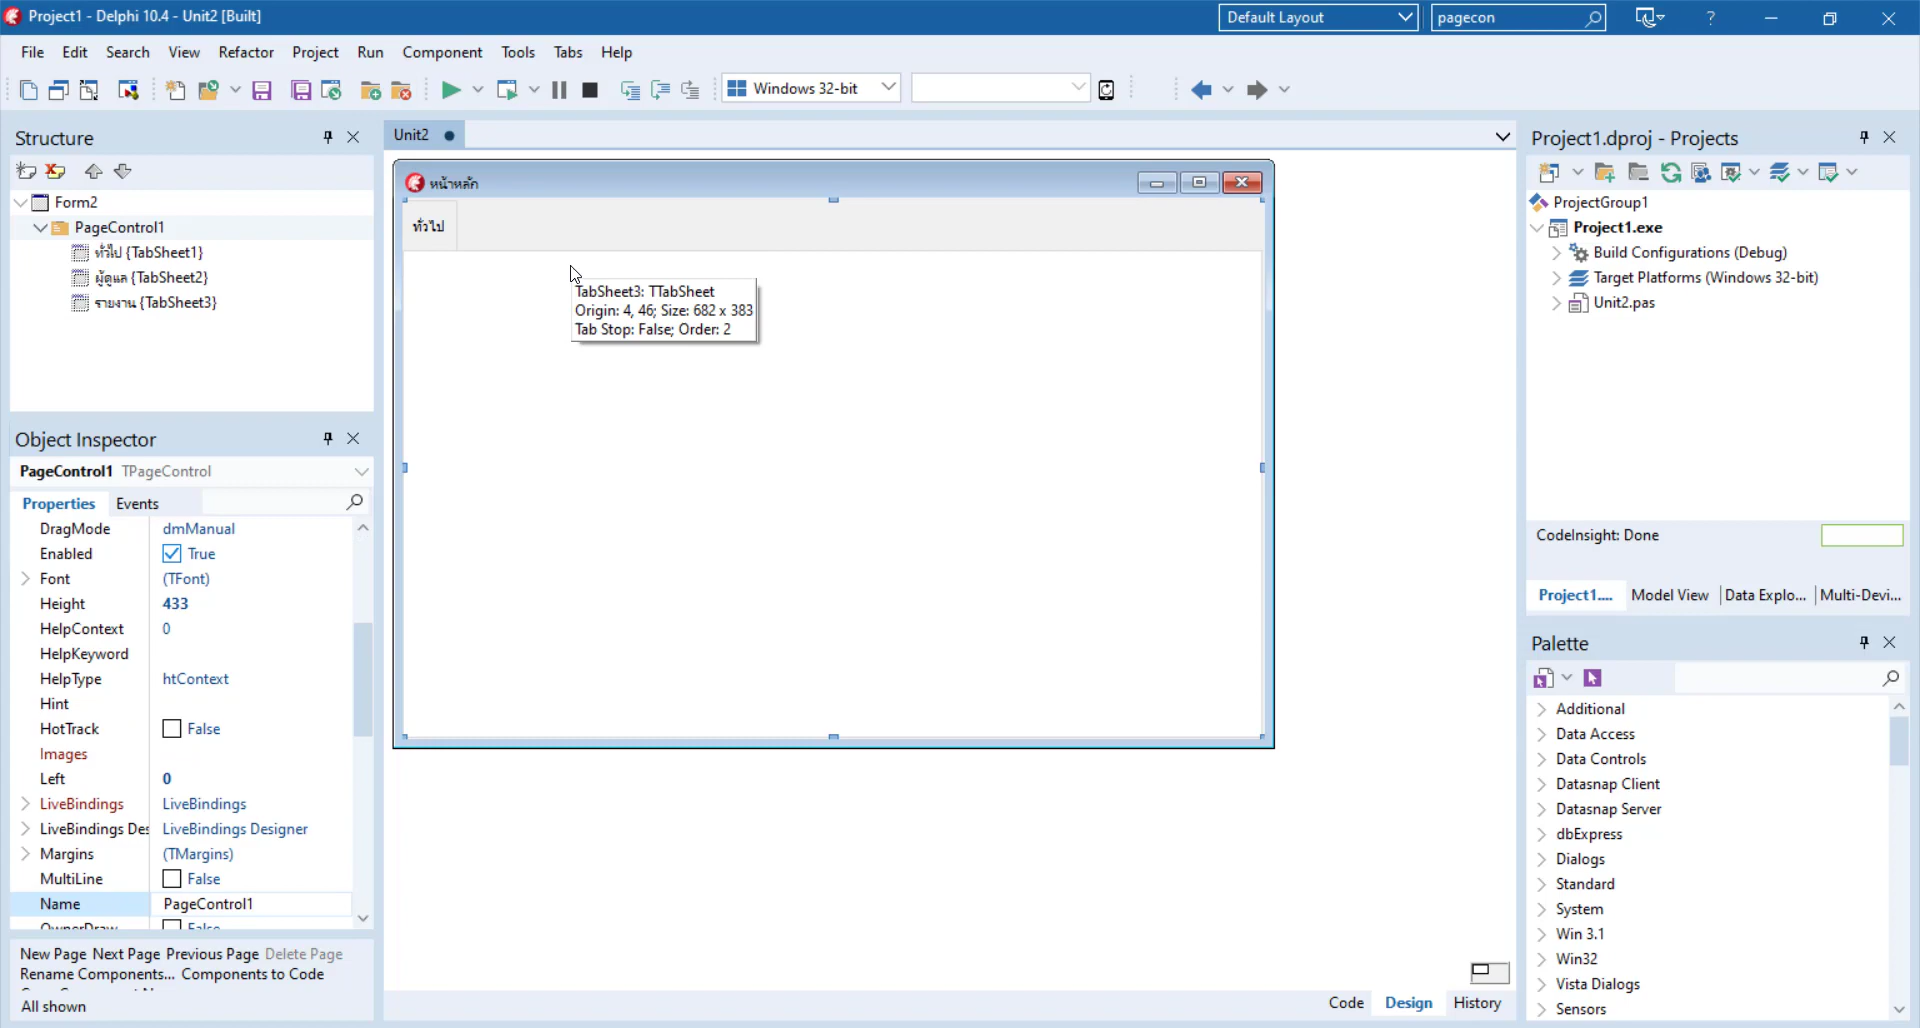 Project1 - Delphi 10.4 - Unit2 [Built]
Default Layout
pagecon
?
File Edit Search View Refactor Project Run Component Tools Tabs Help
Windows 32-bit
Structure
Form2
PageControl1
ทั่วไป {TabSheet1}
ผู้ดูแล {TabSheet2}
รายงาน {TabSheet3}
Object Inspector
PageControl1 TPageControl
Properties Events
DragMode dmManual
Enabled True
Font (TFont)
Height 433
HelpContext 0
HelpKeyword
HelpType htContext
Hint
HotTrack False
Images
Left 0
LiveBindings LiveBindings
LiveBindings Des LiveBindings Designer
Margins (TMargins)
MultiLine False
Name PageControl1
OwnerDraw False
New Page Next Page Previous Page Delete Page
Rename Components... Components to Code
All shown
Unit2
หน้าหลัก
ทั่วไป
TabSheet3: TTabSheet
Origin: 4, 46; Size: 682 x 383
Tab Stop: False; Order: 2
Code Design History
Project1.dproj - Projects
ProjectGroup1
Project1.exe
Build Configurations (Debug)
Target Platforms (Windows 32-bit)
Unit2.pas
CodeInsight: Done
Project1.... Model View Data Explo... Multi-Devi...
Palette
Additional
Data Access
Data Controls
Datasnap Client
Datasnap Server
dbExpress
Dialogs
Standard
System
Win 3.1
Win32
Vista Dialogs
Sensors